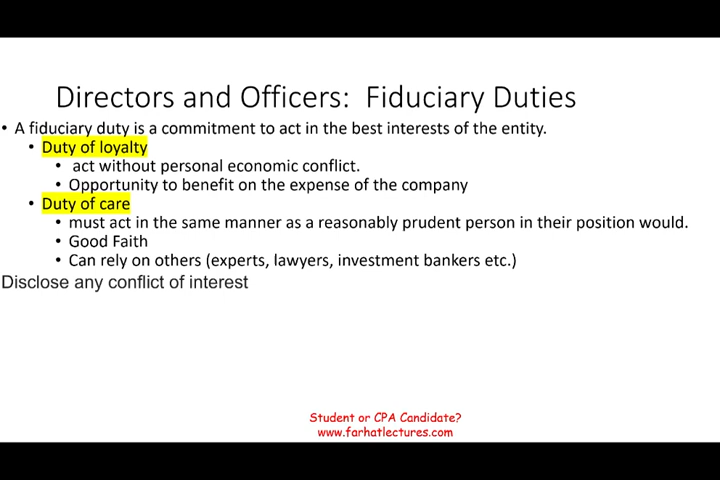 Directors and Officers: Fiduciary Duties
• A fiduciary duty is a commitment to act in the best interests of the entity.
• Duty of loyalty
• act without personal economic conflict.
• Opportunity to benefit on the expense of the company
• Duty of care
• must act in the same manner as a reasonably prudent person in their position would.
• Good Faith
• Can rely on others (experts, lawyers, investment bankers etc.)
Disclose any conflict of interest
Student or CPA Candidate?
www.farhatlectures.com